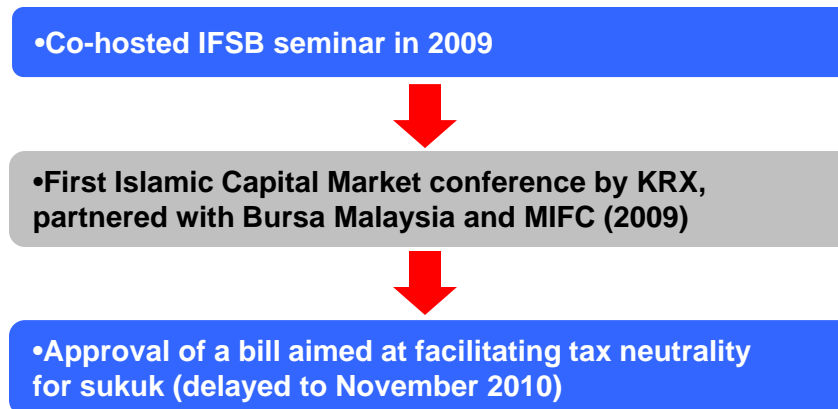 •Co-hosted IFSB seminar in 2009
•First Islamic Capital Market conference by KRX,
partnered with Bursa Malaysia and MIFC (2009)
•Approval of a bill aimed at facilitating tax neutrality
for sukuk (delayed to November 2010)